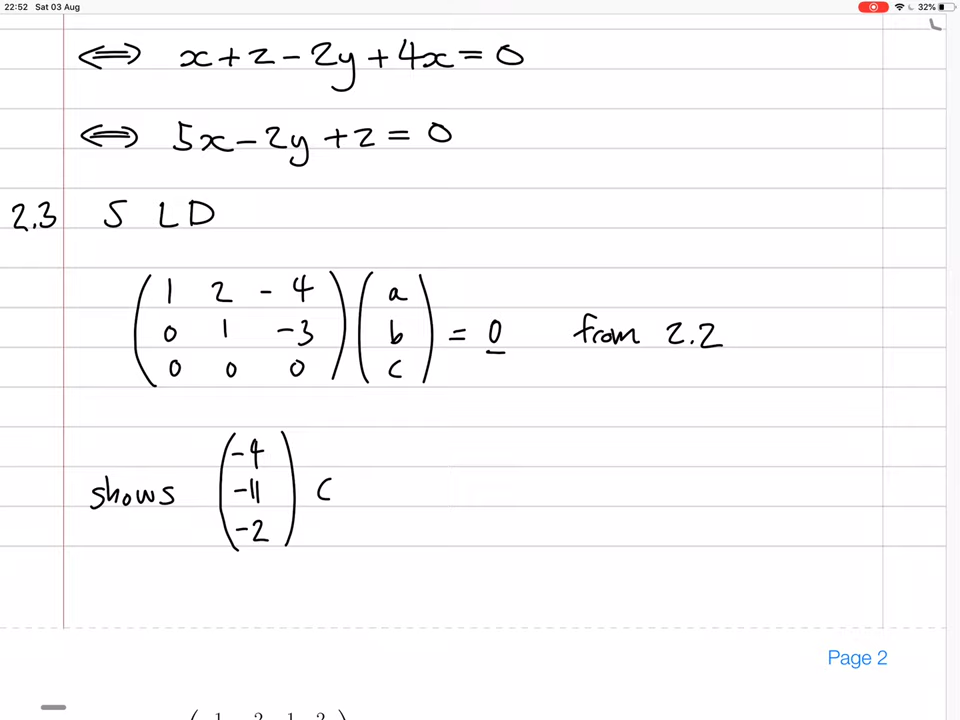 22:52 Sat 03 Aug 32%
⟺ x + z - 2y + 4x = 0
⟺ 5x - 2y + z = 0
2.3 S LD
( 1 2 -4 ) ( a )
( 0 1 -3 ) ( b ) = 0 from 2.2
( 0 0 0 ) ( c )
( -4 )
shows ( -11 ) C
( -2 )
Page 2